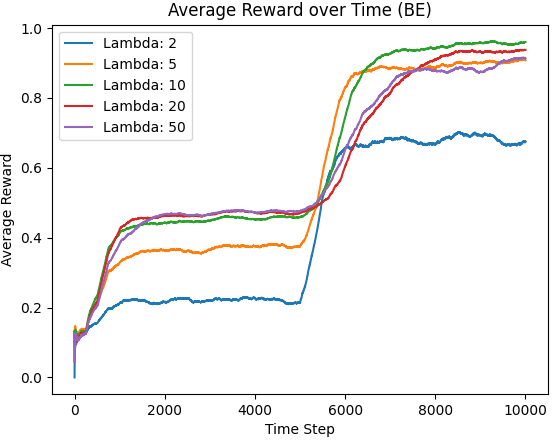 Average Reward over Time (BE)
Lambda: 2
Lambda: 5
Lambda: 10
Lambda: 20
Lambda: 50
Average Reward
1.0
0.8
0.6
0.4
0.2
0.0
0 2000 4000 6000 8000 10000
Time Step